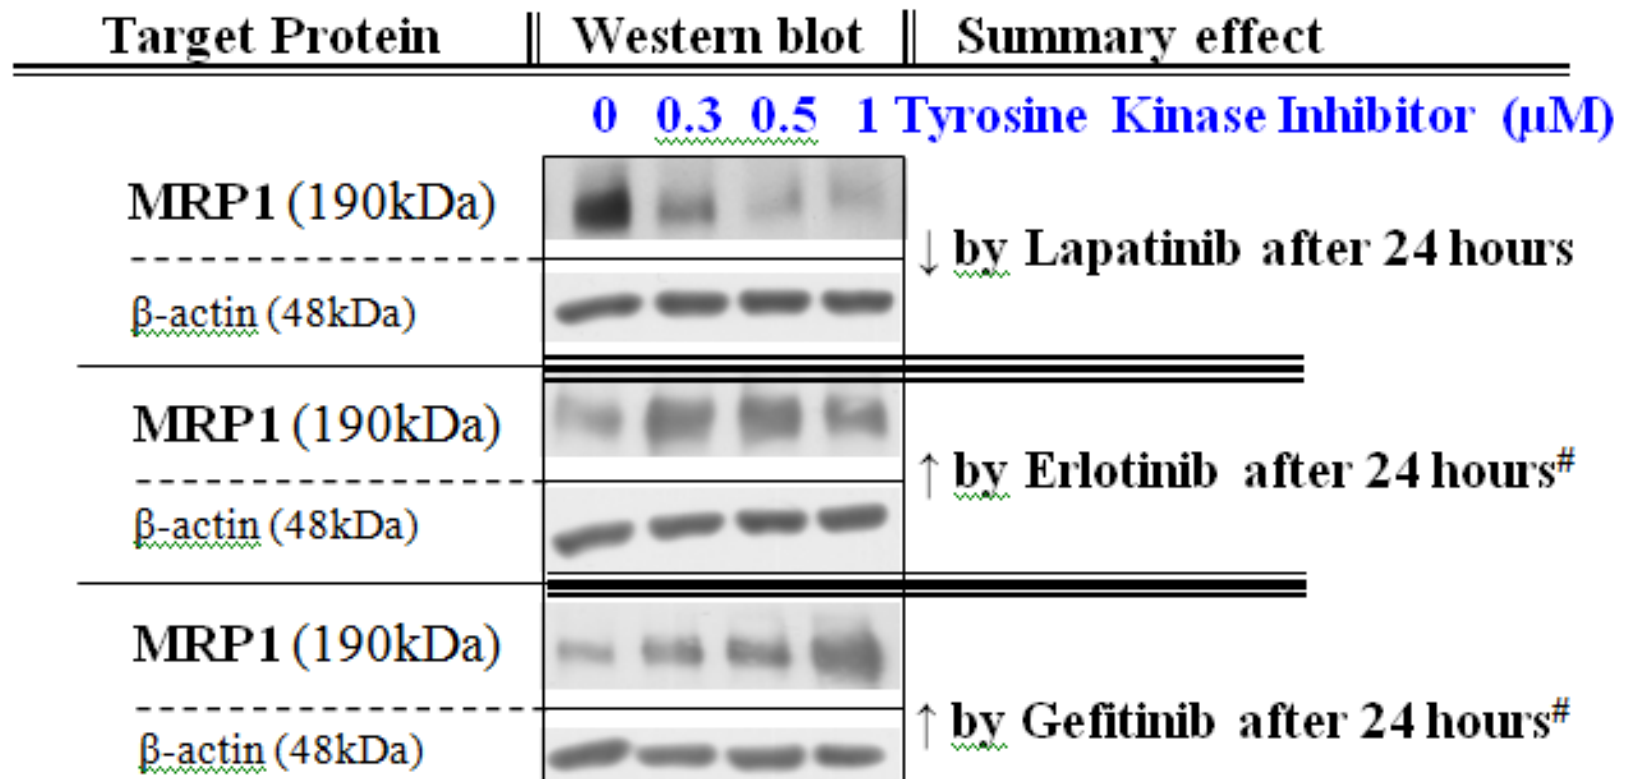 Target Protein || Western blot || Summary effect
0 0.3 0.5 1 Tyrosine Kinase Inhibitor (µM)
MRP1 (190kDa)
↓ by Lapatinib after 24 hours
β-actin (48kDa)
MRP1 (190kDa)
↑ by Erlotinib after 24 hours#
β-actin (48kDa)
MRP1 (190kDa)
↑ by Gefitinib after 24 hours#
β-actin (48kDa)